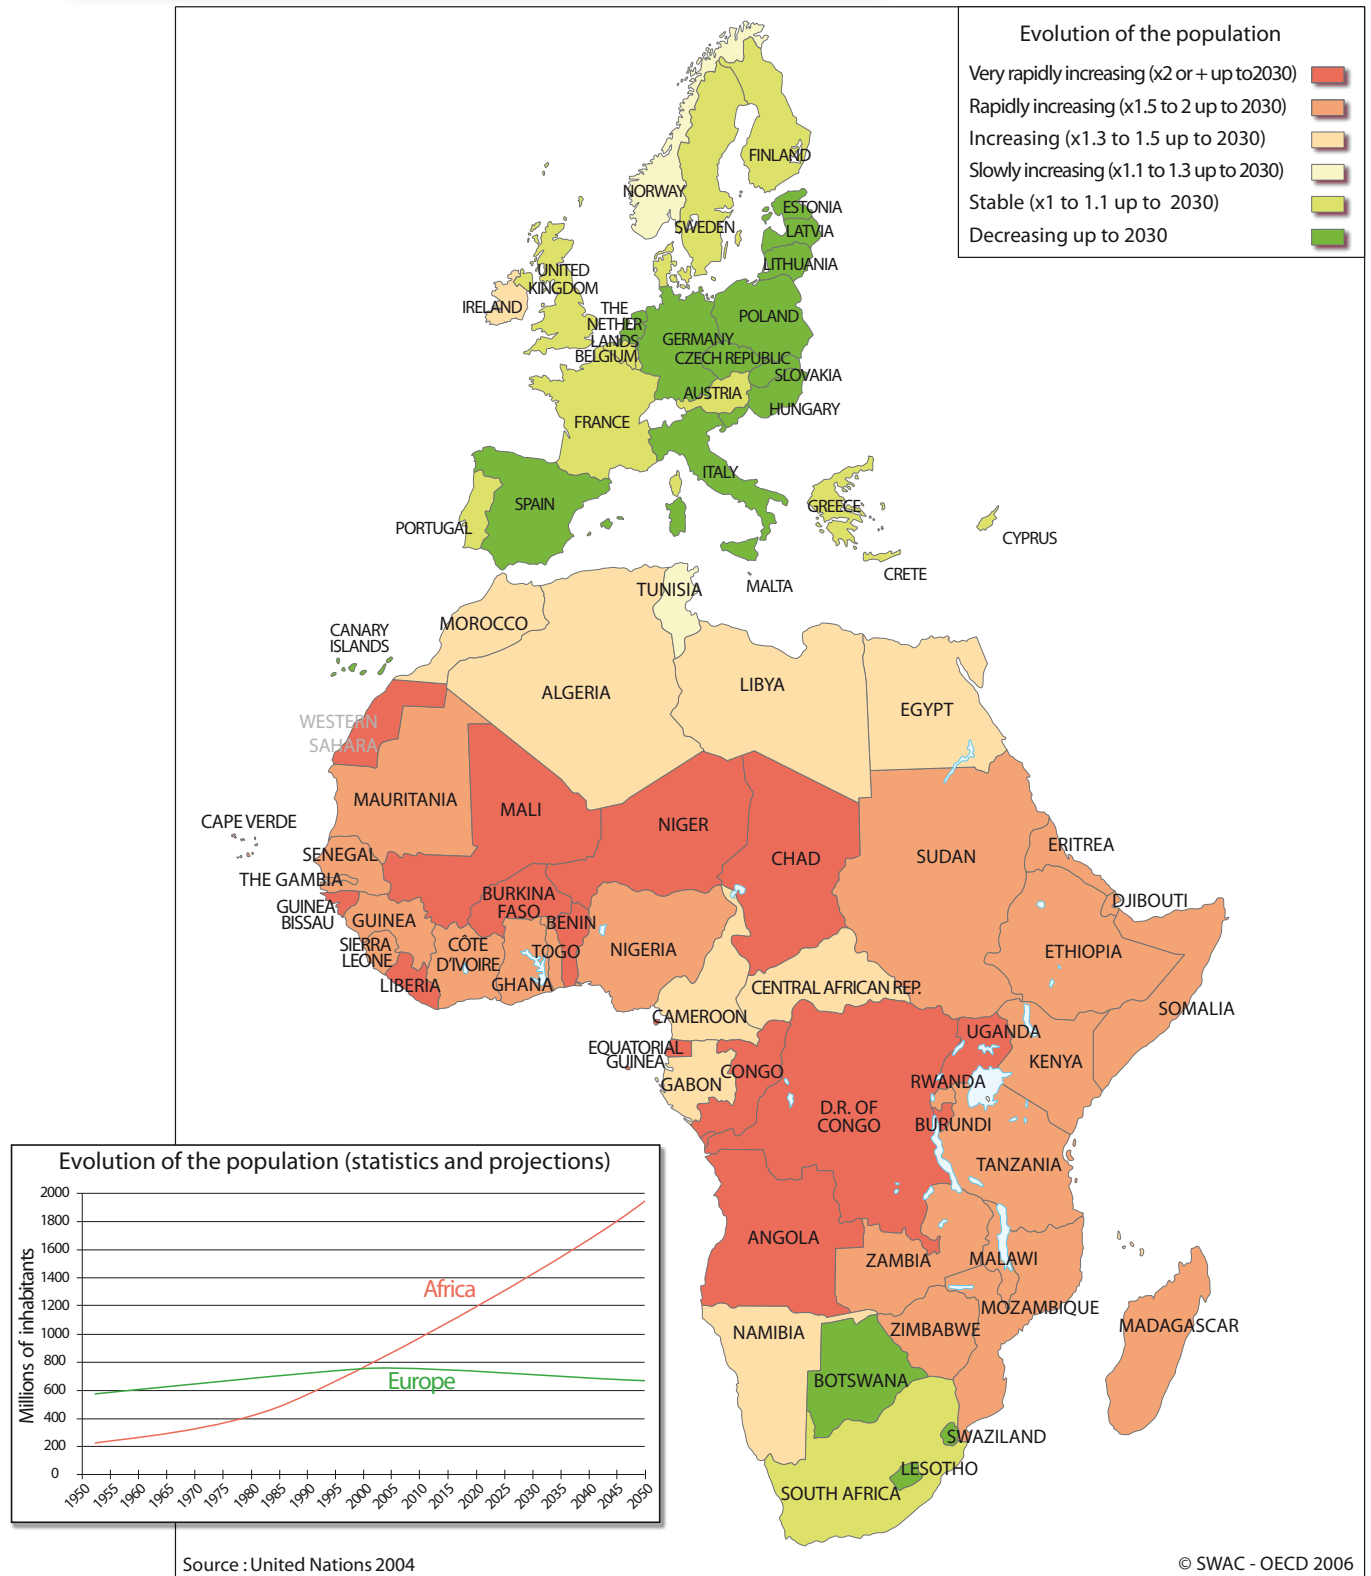 Evolution of the population
Very rapidly increasing (x2 or + up to2030)
Rapidly increasing (x1.5 to 2 up to 2030)
Increasing (x1.3 to 1.5 up to 2030)
Slowly increasing (x1.1 to 1.3 up to 2030)
Stable (x1 to 1.1 up to 2030)
Decreasing up to 2030
FINLAND
NORWAY
SWEDEN
ESTONIA
LATVIA
LITHUANIA
UNITED
KINGDOM
IRELAND
THE
NETHER
LANDS
BELGIUM
GERMANY
POLAND
CZECH REPUBLIC
SLOVAKIA
AUSTRIA
HUNGARY
FRANCE
ITALY
SPAIN
PORTUGAL
GREECE
CYPRUS
CRETE
MALTA
TUNISIA
MOROCCO
CANARY
ISLANDS
ALGERIA
LIBYA
EGYPT
WESTERN
SAHARA
MAURITANIA
MALI
NIGER
CHAD
SUDAN
ERITREA
CAPE VERDE
SENEGAL
THE GAMBIA
GUINEA
BISSAU
GUINEA
BURKINA
FASO
BENIN
DJIBOUTI
SIERRA
LEONE
CÔTE
D'IVOIRE
TOGO
NIGERIA
ETHIOPIA
LIBERIA
GHANA
CENTRAL AFRICAN REP.
SOMALIA
CAMEROON
UGANDA
EQUATORIAL
GUINEA
GABON
CONGO
KENYA
RWANDA
D.R. OF
CONGO
BURUNDI
TANZANIA
ANGOLA
ZAMBIA
MALAWI
MOZAMBIQUE
NAMIBIA
ZIMBABWE
MADAGASCAR
BOTSWANA
SWAZILAND
LESOTHO
SOUTH AFRICA
Evolution of the population (statistics and projections)
Millions of inhabitants
2000
1800
1600
1400
1200
1000
800
600
400
200
0
Africa
Europe
1950 1955 1960 1965 1970 1975 1980 1985 1990 1995 2000 2005 2010 2015 2020 2025 2030 2035 2040 2045 2050
Source : United Nations 2004
© SWAC - OECD 2006